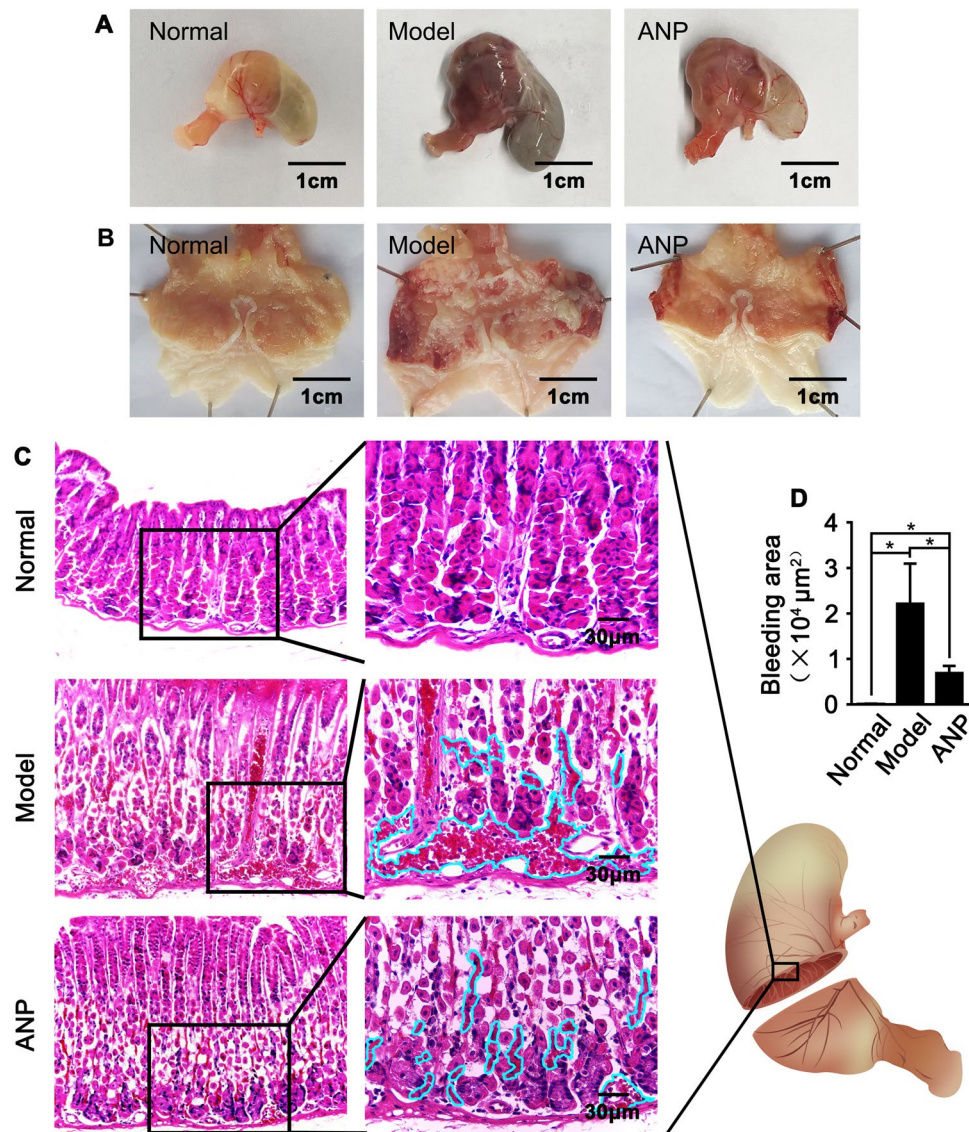 A
Normal
Model
ANP
1cm
1cm
1cm
B
Normal
Model
ANP
1cm
1cm
1cm
C
Normal
30μm
Model
30μm
ANP
30μm
D
Bleeding area
( × 10⁴ μm²)
4
3
2
1
0
*
*
*
Normal
Model
ANP